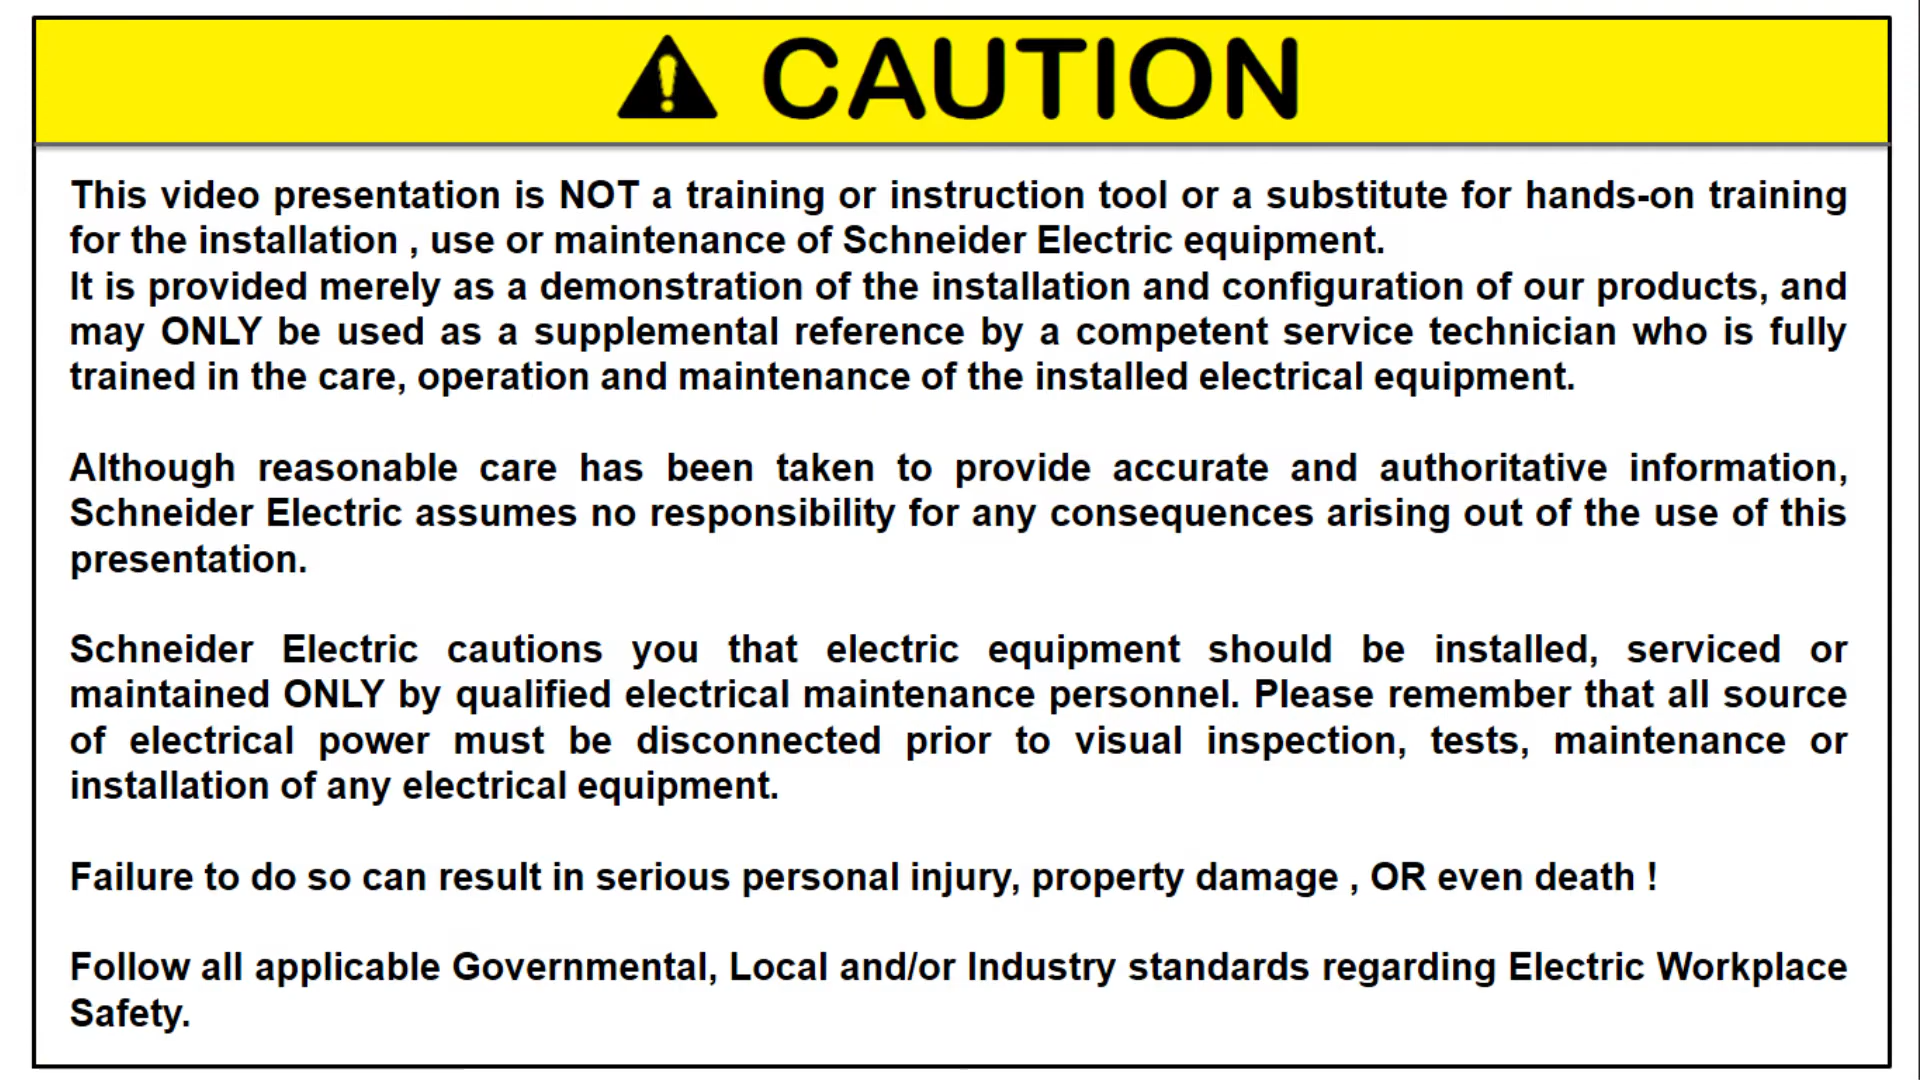 CAUTION
This video presentation is NOT a training or instruction tool or a substitute for hands-on training
for the installation , use or maintenance of Schneider Electric equipment.
It is provided merely as a demonstration of the installation and configuration of our products, and
may ONLY be used as a supplemental reference by a competent service technician who is fully
trained in the care, operation and maintenance of the installed electrical equipment.
Although reasonable care has been taken to provide accurate and authoritative information,
Schneider Electric assumes no responsibility for any consequences arising out of the use of this
presentation.
Schneider Electric cautions you that electric equipment should be installed, serviced or
maintained ONLY by qualified electrical maintenance personnel. Please remember that all source
of electrical power must be disconnected prior to visual inspection, tests, maintenance or
installation of any electrical equipment.
Failure to do so can result in serious personal injury, property damage , OR even death !
Follow all applicable Governmental, Local and/or Industry standards regarding Electric Workplace
Safety.